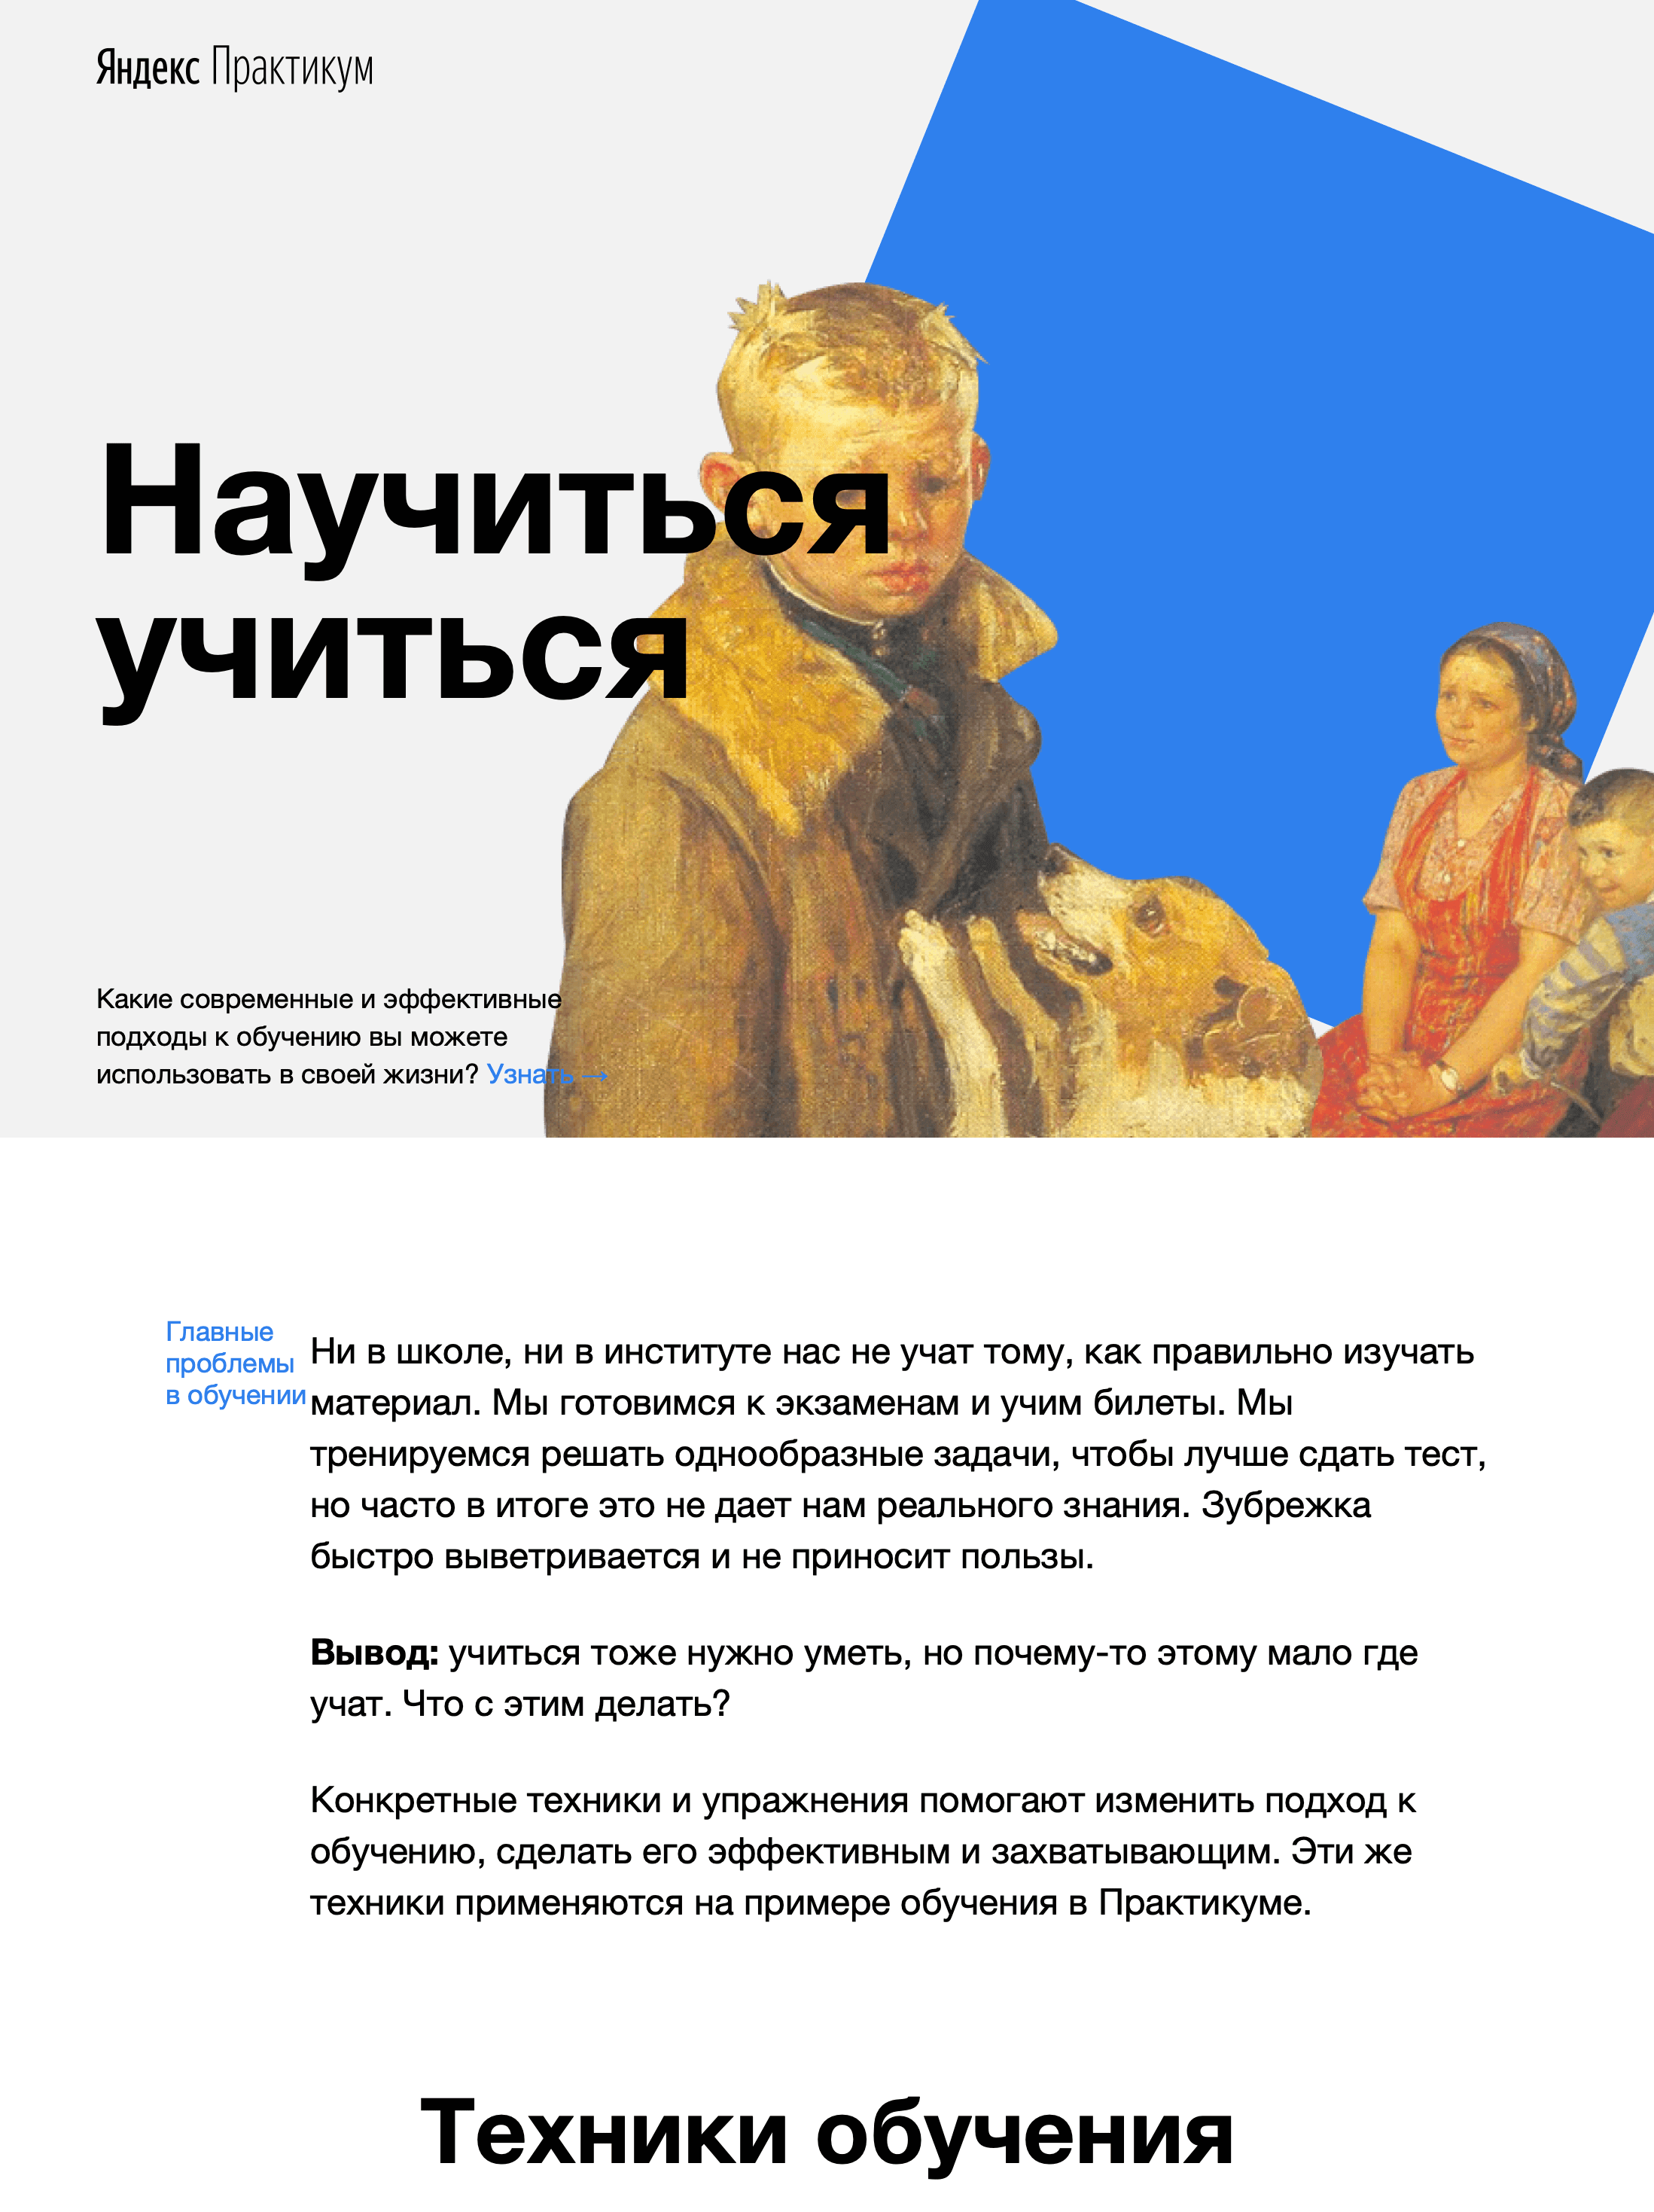 Яндекс Практикум
Научиться
учиться
Какие современные и эффективные
подходы к обучению вы можете
использовать в своей жизни? Узнать →
Главные
проблемы
в обучении
Ни в школе, ни в институте нас не учат тому, как правильно изучать
материал. Мы готовимся к экзаменам и учим билеты. Мы
тренируемся решать однообразные задачи, чтобы лучше сдать тест,
но часто в итоге это не дает нам реального знания. Зубрежка
быстро выветривается и не приносит пользы.
Вывод: учиться тоже нужно уметь, но почему-то этому мало где
учат. Что с этим делать?
Конкретные техники и упражнения помогают изменить подход к
обучению, сделать его эффективным и захватывающим. Эти же
техники применяются на примере обучения в Практикуме.
Техники обучения